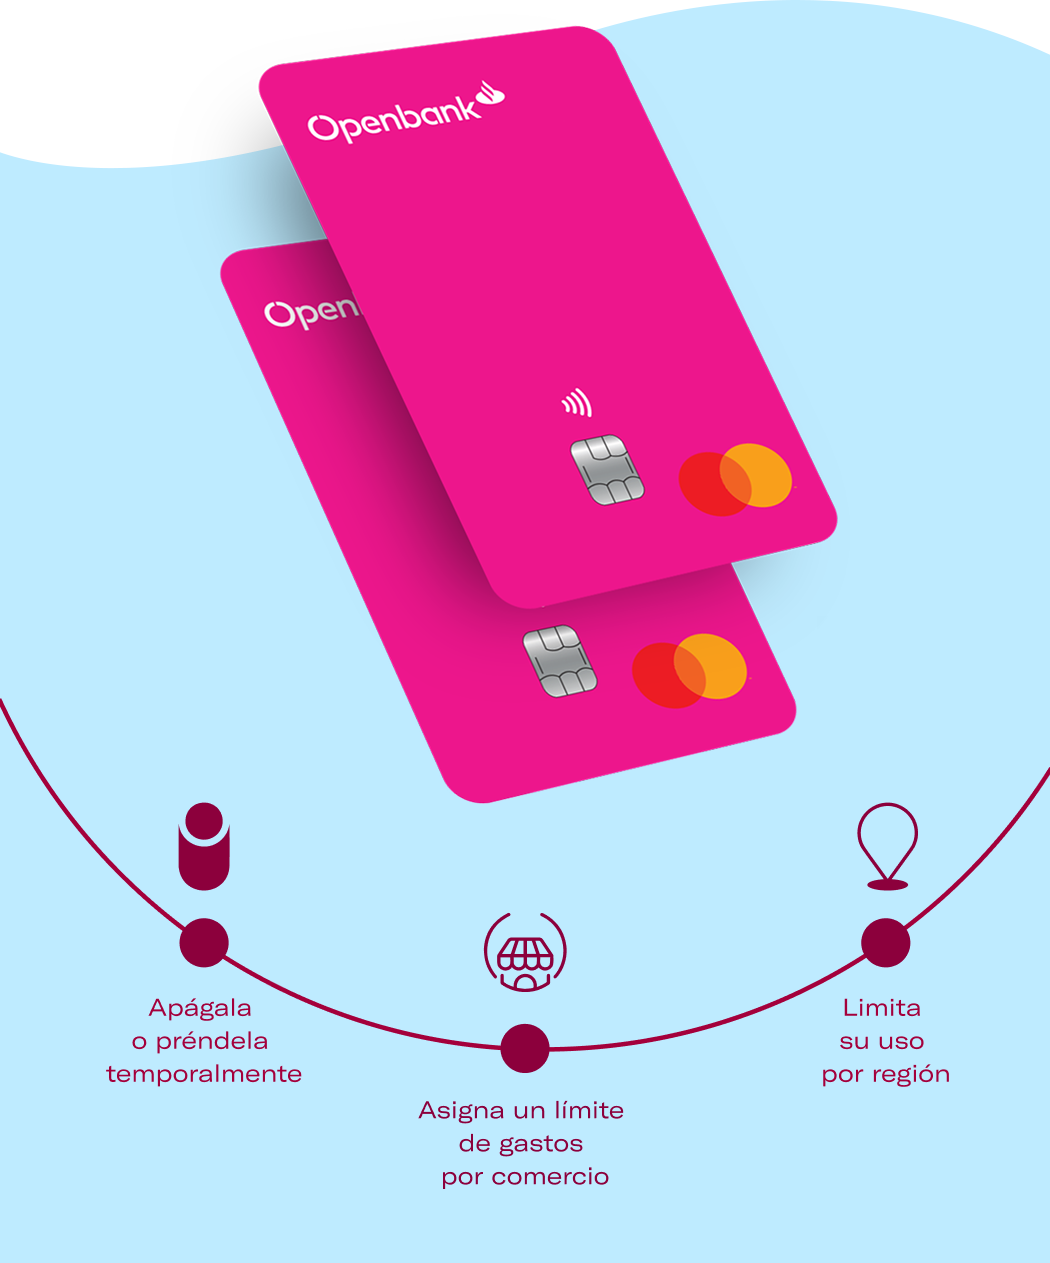 Openbank
Open
Apágala
o préndela
temporalmente
Asigna un límite
de gastos
por comercio
Limita
su uso
por región